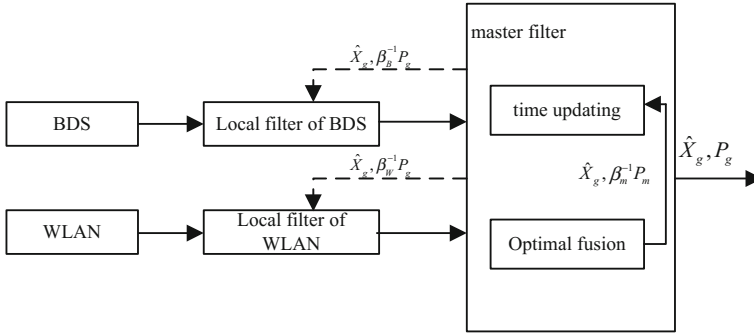 master filter
X̂_g, β_B^{-1} P_g
BDS
Local filter of BDS
time updating
X̂_g, P_g
X̂_g, β_W^{-1} P_g
X̂_g, β_m^{-1} P_m
WLAN
Local filter of
WLAN
Optimal fusion